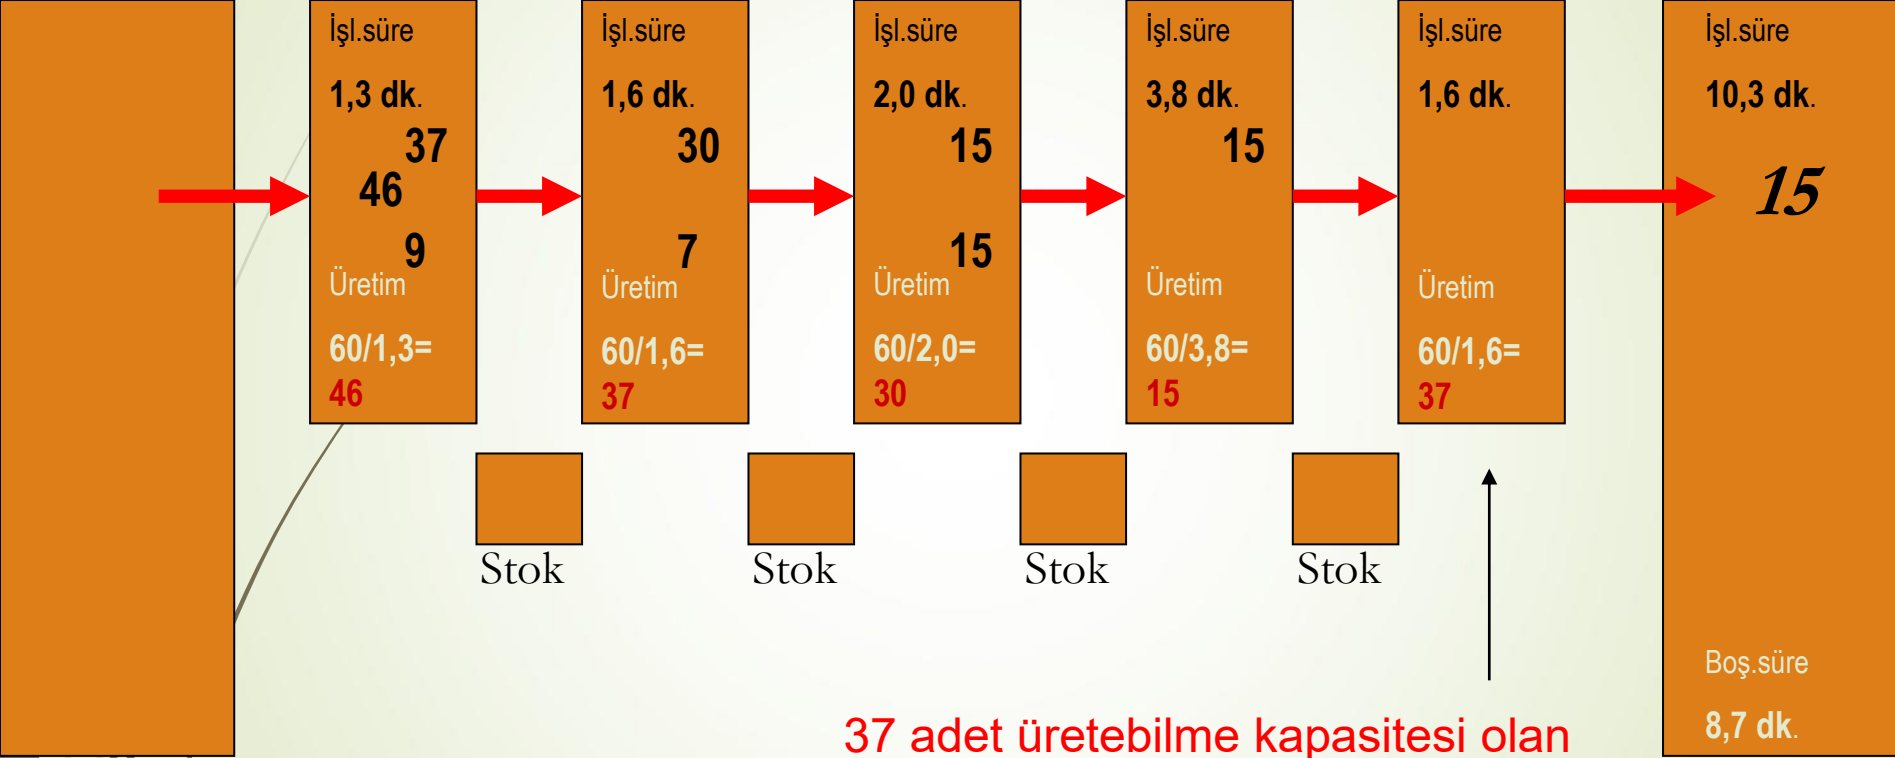 İşl.süre
1,3 dk.
37
46
9
Üretim
60/1,3=
46
İşl.süre
1,6 dk.
30
7
Üretim
60/1,6=
37
İşl.süre
2,0 dk.
15
15
Üretim
60/2,0=
30
İşl.süre
3,8 dk.
15
Üretim
60/3,8=
15
İşl.süre
1,6 dk.
Üretim
60/1,6=
37
İşl.süre
10,3 dk.
15
Boş.süre
8,7 dk.
Stok
Stok
Stok
Stok
37 adet üretebilme kapasitesi olan